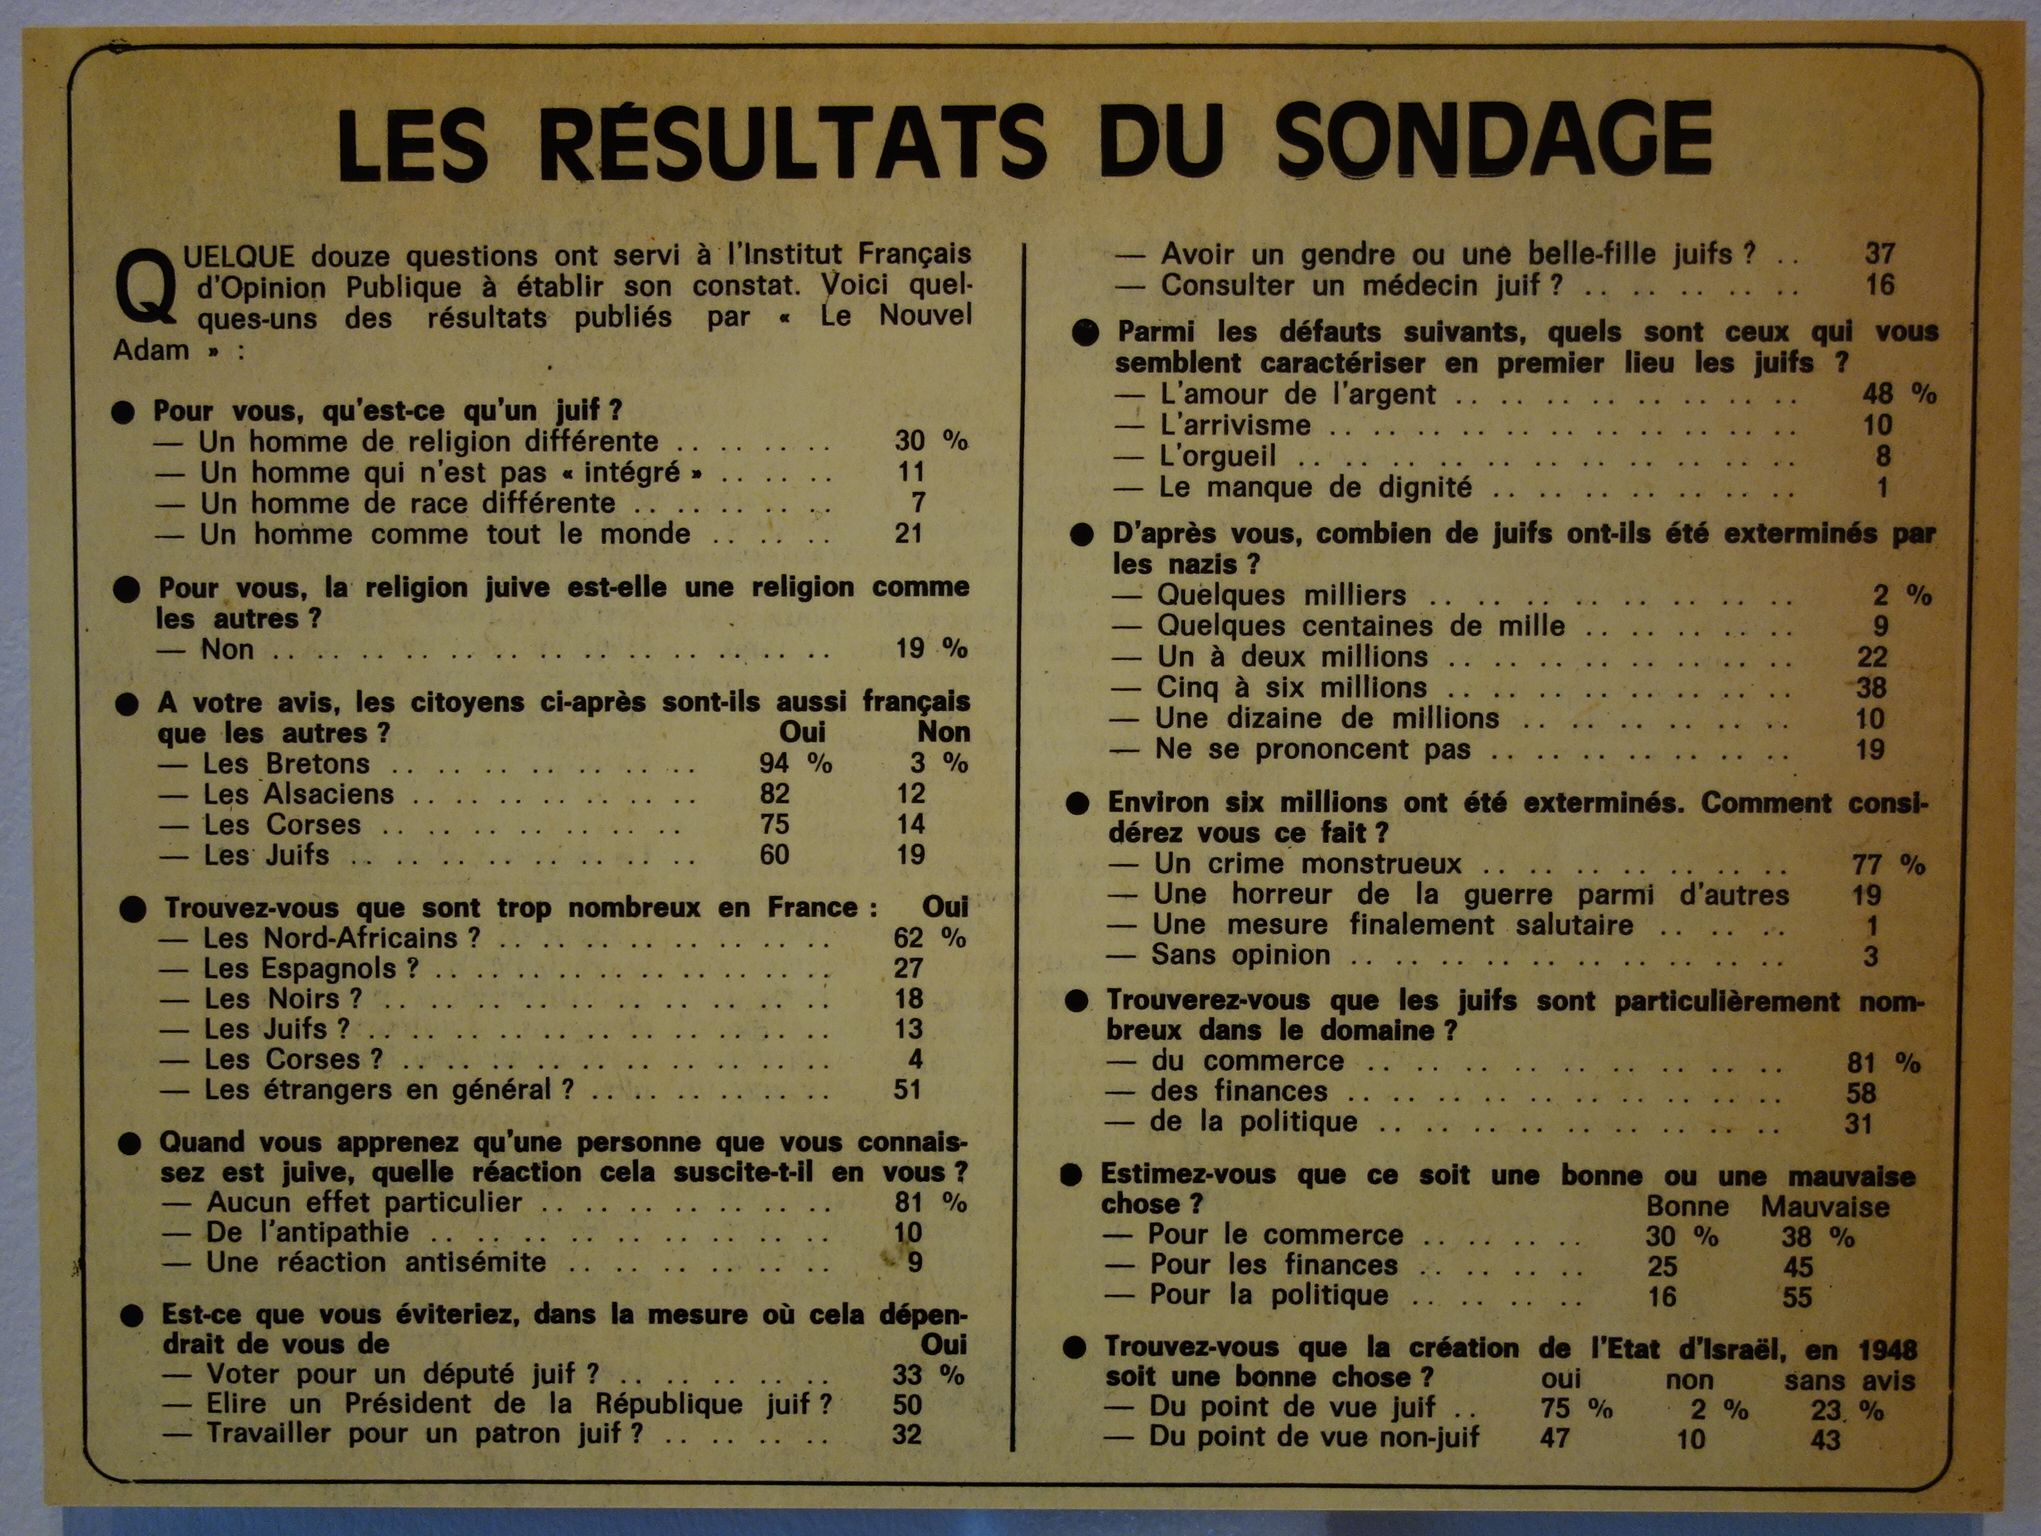 LES RÉSULTATS DU SONDAGE
QUELQUE douze questions ont servi à l'Institut Français
d'Opinion Publique à établir son constat. Voici quel-
ques-uns des résultats publiés par « Le Nouvel
Adam » :
● Pour vous, qu'est-ce qu'un juif ?
— Un homme de religion différente .. .. .. .. 30 %
— Un homme qui n'est pas « intégré » .. .. .. 11
— Un homme de race différente .. .. .. .. .. 7
— Un homme comme tout le monde .. .. .. 21
● Pour vous, la religion juive est-elle une religion comme
les autres ?
— Non .. .. .. .. .. .. .. .. .. .. .. .. .. 19 %
● A votre avis, les citoyens ci-après sont-ils aussi français
que les autres ? Oui Non
— Les Bretons .. .. .. .. .. .. .. 94 % 3 %
— Les Alsaciens .. .. .. .. .. .. .. 82 12
— Les Corses .. .. .. .. .. .. .. 75 14
— Les Juifs .. .. .. .. .. .. .. .. 60 19
● Trouvez-vous que sont trop nombreux en France : Oui
— Les Nord-Africains ? .. .. .. .. .. .. .. .. 62 %
— Les Espagnols ? .. .. .. .. .. .. .. .. .. 27
— Les Noirs ? .. .. .. .. .. .. .. .. .. .. 18
— Les Juifs ? .. .. .. .. .. .. .. .. .. .. .. 13
— Les Corses ? .. .. .. .. .. .. .. .. .. .. 4
— Les étrangers en général ? .. .. .. .. .. .. 51
● Quand vous apprenez qu'une personne que vous connais-
sez est juive, quelle réaction cela suscite-t-il en vous ?
— Aucun effet particulier .. .. .. .. .. .. .. 81 %
— De l'antipathie .. .. .. .. .. .. .. .. .. 10
— Une réaction antisémite .. .. .. .. .. .. 9
● Est-ce que vous éviteriez, dans la mesure où cela dépen-
drait de vous de Oui
— Voter pour un député juif ? .. .. .. .. .. 33 %
— Elire un Président de la République juif ? 50
— Travailler pour un patron juif ? .. .. .. .. 32
— Avoir un gendre ou une belle-fille juifs ? .. 37
— Consulter un médecin juif ? .. .. .. .. .. 16
● Parmi les défauts suivants, quels sont ceux qui vous
semblent caractériser en premier lieu les juifs ?
— L'amour de l'argent .. .. .. .. .. .. .. .. 48 %
— L'arrivisme .. .. .. .. .. .. .. .. .. .. .. 10
— L'orgueil .. .. .. .. .. .. .. .. .. .. .. 8
— Le manque de dignité .. .. .. .. .. .. .. 1
● D'après vous, combien de juifs ont-ils été exterminés par
les nazis ?
— Quelques milliers .. .. .. .. .. .. .. .. 2 %
— Quelques centaines de mille .. .. .. .. .. 9
— Un à deux millions .. .. .. .. .. .. .. .. 22
— Cinq à six millions .. .. .. .. .. .. .. .. 38
— Une dizaine de millions .. .. .. .. .. .. 10
— Ne se prononcent pas .. .. .. .. .. .. .. 19
● Environ six millions ont été exterminés. Comment consi-
dérez vous ce fait ?
— Un crime monstrueux .. .. .. .. .. .. .. 77 %
— Une horreur de la guerre parmi d'autres 19
— Une mesure finalement salutaire .. .. .. 1
— Sans opinion .. .. .. .. .. .. .. .. .. .. 3
● Trouverez-vous que les juifs sont particulièrement nom-
breux dans le domaine ?
— du commerce .. .. .. .. .. .. .. .. .. .. 81 %
— des finances .. .. .. .. .. .. .. .. .. .. 58
— de la politique .. .. .. .. .. .. .. .. .. 31
● Estimez-vous que ce soit une bonne ou une mauvaise
chose ? Bonne Mauvaise
— Pour le commerce .. .. .. .. 30 % 38 %
— Pour les finances .. .. .. .. 25 45
— Pour la politique .. .. .. .. 16 55
● Trouvez-vous que la création de l'Etat d'Israël, en 1948
soit une bonne chose ? oui non sans avis
— Du point de vue juif .. 75 % 2 % 23 %
— Du point de vue non-juif 47 10 43